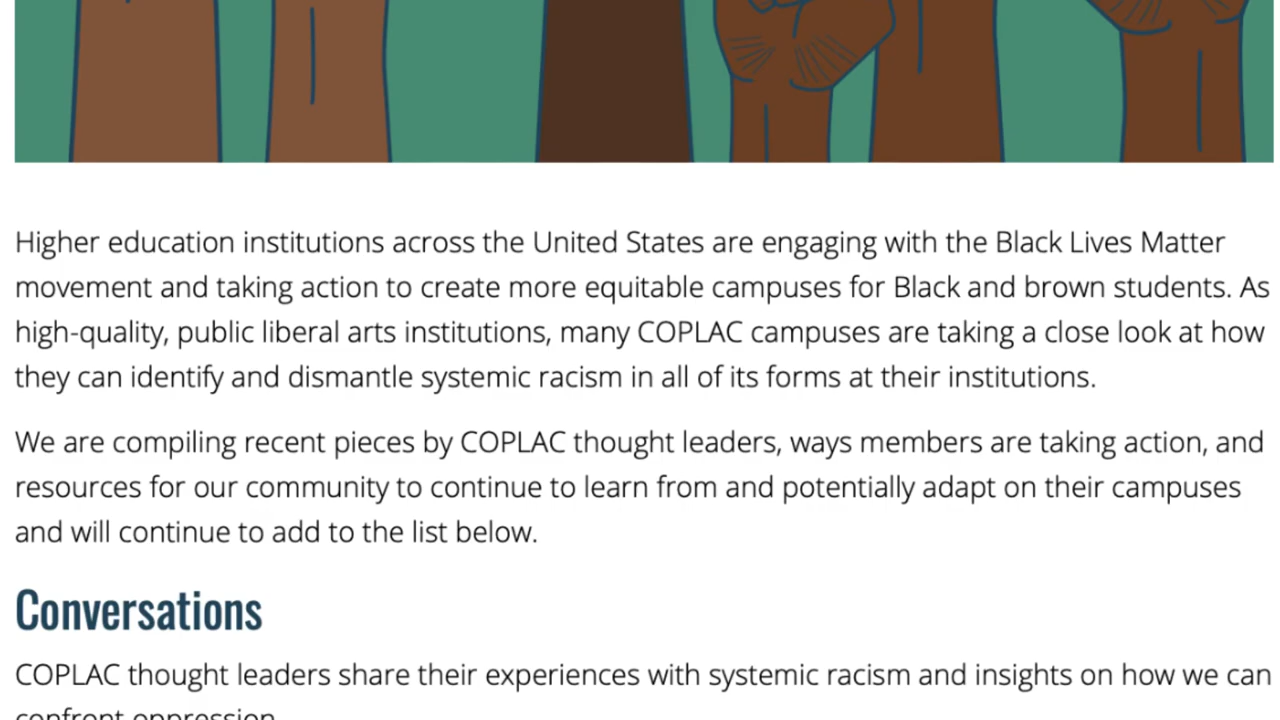 Higher education institutions across the United States are engaging with the Black Lives Matter
movement and taking action to create more equitable campuses for Black and brown students. As
high-quality, public liberal arts institutions, many COPLAC campuses are taking a close look at how
they can identify and dismantle systemic racism in all of its forms at their institutions.
We are compiling recent pieces by COPLAC thought leaders, ways members are taking action, and
resources for our community to continue to learn from and potentially adapt on their campuses
and will continue to add to the list below.
Conversations
COPLAC thought leaders share their experiences with systemic racism and insights on how we can
confront oppression.